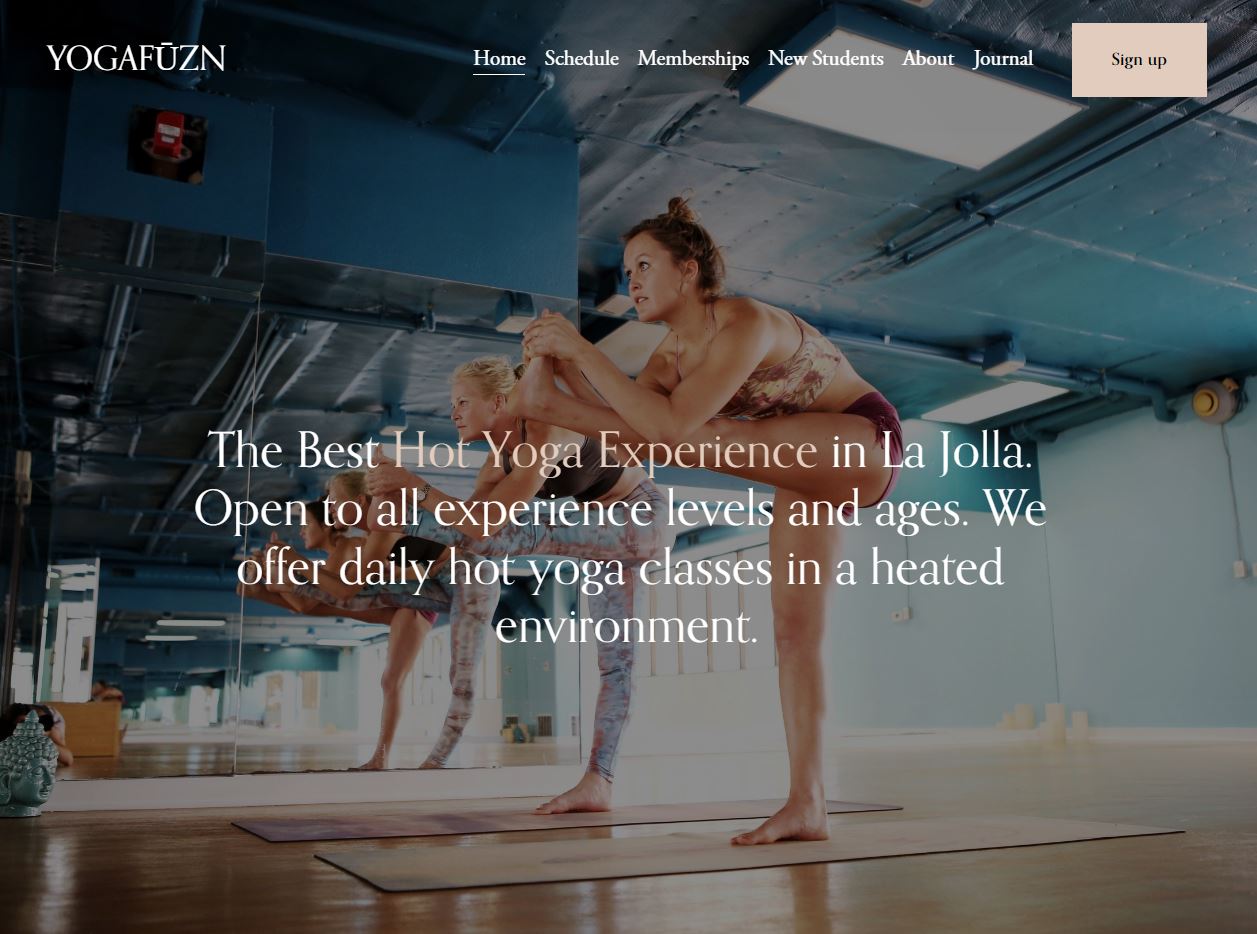 YOGAFŪZN
Home Schedule Memberships New Students About Journal
Sign up
The Best Hot Yoga Experience in La Jolla.
Open to all experience levels and ages. We
offer daily hot yoga classes in a heated
environment.